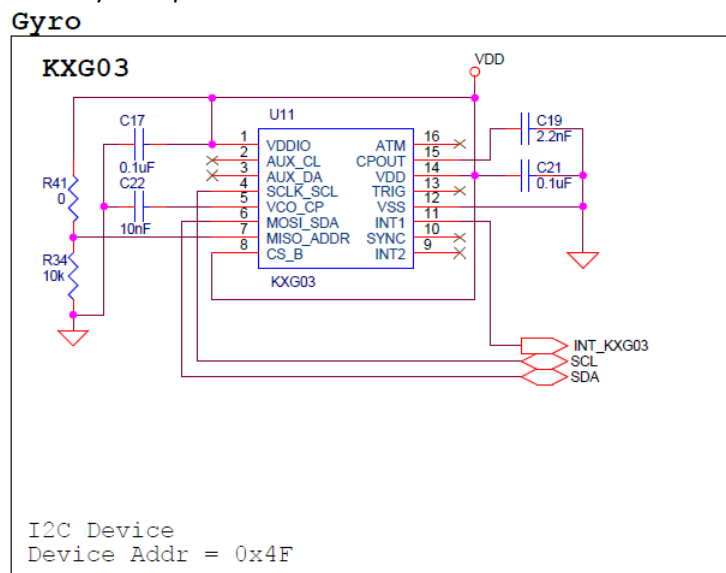 Gyro
KXG03
VDD
U11
C17
0.1uF
C22
10nF
R41
0
R34
10k
1 VDDIO
2 AUX_CL
3 AUX_DA
4 SCLK_SCL
5 VCO_CP
6 MOSI_SDA
7 MISO_ADDR
8 CS_B
ATM 16
CPOUT 15
VDD 14
TRIG 13
VSS 12
INT1 11
SYNC 10
INT2 9
KXG03
C19
2.2nF
C21
0.1uF
INT_KXG03
SCL
SDA
I2C Device
Device Addr = 0x4F